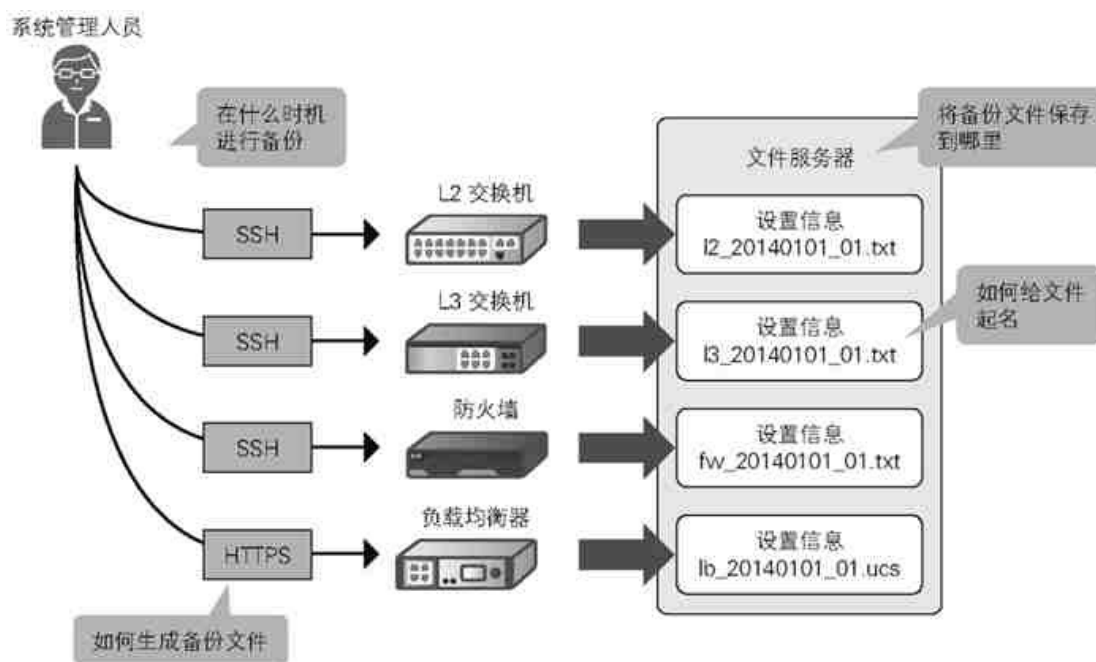 系统管理人员
在什么时机
进行备份
将备份文件保存
到哪里
文件服务器
L2 交换机
SSH
设置信息
l2_20140101_01.txt
L3 交换机
SSH
设置信息
l3_20140101_01.txt
如何给文件
起名
防火墙
SSH
设置信息
fw_20140101_01.txt
负载均衡器
HTTPS
设置信息
lb_20140101_01.ucs
如何生成备份文件